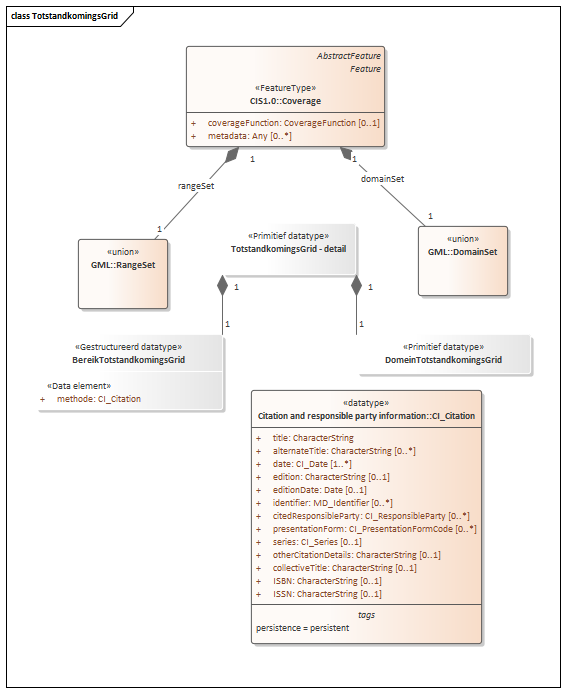 class TotstandkomingsGrid
AbstractFeature
Feature
«FeatureType»
CIS1.0::Coverage
+ coverageFunction: CoverageFunction [0..1]
+ metadata: Any [0..*]
1
1
rangeSet
domainSet
1
1
«union»
GML::RangeSet
«Primitief datatype»
TotstandkomingsGrid - detail
«union»
GML::DomainSet
1
1
1
1
«Gestructureerd datatype»
BereikTotstandkomingsGrid
«Data element»
+ methode: CI_Citation
«Primitief datatype»
DomeinTotstandkomingsGrid
«datatype»
Citation and responsible party information::CI_Citation
+ title: CharacterString
+ alternateTitle: CharacterString [0..*]
+ date: CI_Date [1..*]
+ edition: CharacterString [0..1]
+ editionDate: Date [0..1]
+ identifier: MD_Identifier [0..*]
+ citedResponsibleParty: CI_ResponsibleParty [0..*]
+ presentationForm: CI_PresentationFormCode [0..*]
+ series: CI_Series [0..1]
+ otherCitationDetails: CharacterString [0..1]
+ collectiveTitle: CharacterString [0..1]
+ ISBN: CharacterString [0..1]
+ ISSN: CharacterString [0..1]
tags
persistence = persistent